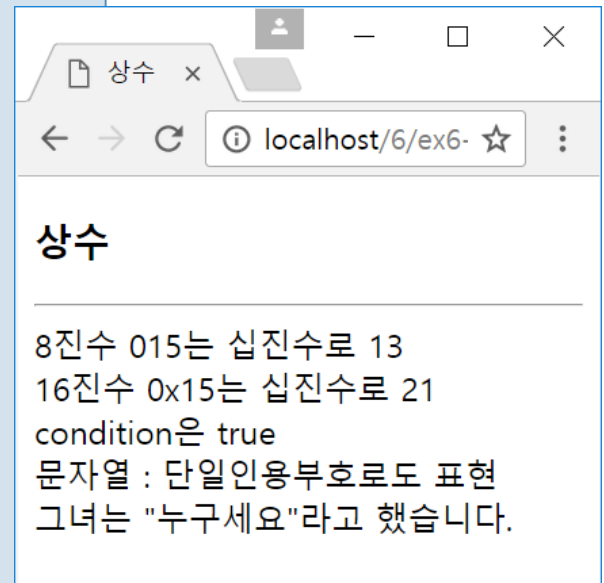 상수
localhost/6/ex6-
상수
8진수 015는 십진수로 13
16진수 0x15는 십진수로 21
condition은 true
문자열 : 단일인용부호로도 표현
그녀는 "누구세요"라고 했습니다.